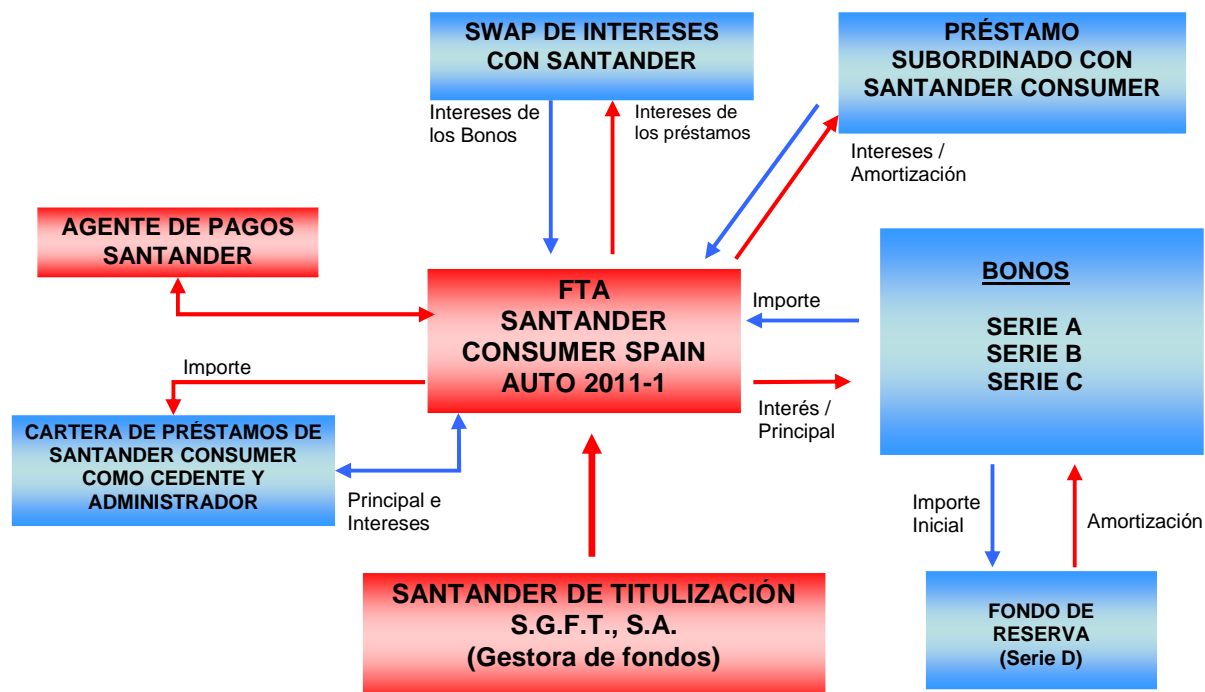 SWAP DE INTERESES
CON SANTANDER
PRÉSTAMO
SUBORDINADO CON
SANTANDER CONSUMER
Intereses de
los Bonos
Intereses de
los préstamos
Intereses /
Amortización
AGENTE DE PAGOS
SANTANDER
FTA
SANTANDER
CONSUMER SPAIN
AUTO 2011-1
Importe
BONOS
SERIE A
SERIE B
SERIE C
Importe
Interés /
Principal
CARTERA DE PRÉSTAMOS DE
SANTANDER CONSUMER
COMO CEDENTE Y
ADMINISTRADOR
Principal e
Intereses
Importe
Inicial
Amortización
SANTANDER DE TITULIZACIÓN
S.G.F.T., S.A.
(Gestora de fondos)
FONDO DE
RESERVA
(Serie D)